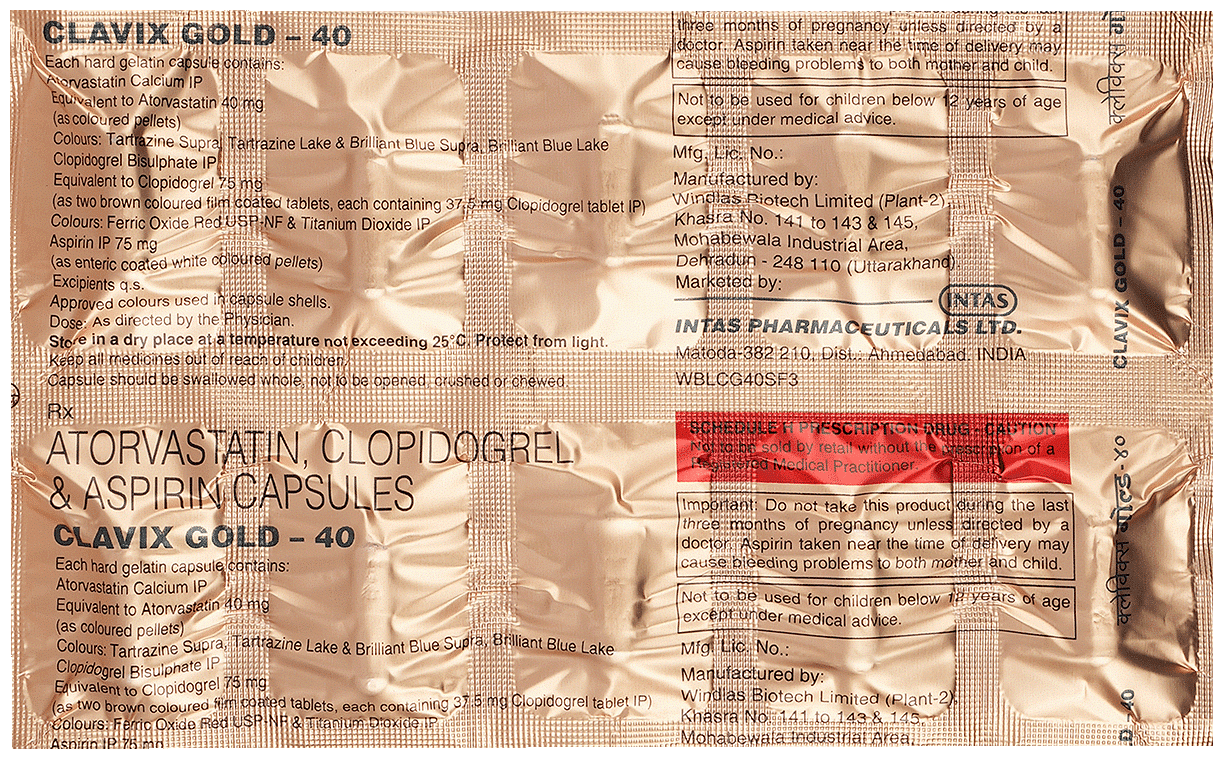 CLAVIX GOLD – 40
Each hard gelatin capsule contains:
Atorvastatin Calcium IP
Equivalent to Atorvastatin 40 mg
(as coloured pellets)
Colours: Tartrazine Supra, Tartrazine Lake & Brilliant Blue Supra, Brilliant Blue Lake
Clopidogrel Bisulphate IP
Equivalent to Clopidogrel 75 mg
(as two brown coloured film coated tablets, each containing 37.5 mg Clopidogrel tablet IP)
Colours: Ferric Oxide Red USP-NF & Titanium Dioxide IP
Aspirin IP 75 mg
(as enteric coated white coloured pellets)
Excipients q.s.
Approved colours used in capsule shells.
Dose: As directed by the Physician.
Store in a dry place at a temperature not exceeding 25°C. Protect from light.
Keep all medicines out of reach of children.
Capsule should be swallowed whole, not to be opened, crushed or chewed.
three months of pregnancy unless directed by a
doctor. Aspirin taken near the time of delivery may
cause bleeding problems to both mother and child.
Not to be used for children below 12 years of age
except under medical advice.
Mfg. Lic. No.:
Manufactured by:
Windlas Biotech Limited (Plant-2),
Khasra No. 141 to 143 & 145,
Mohabewala Industrial Area,
Dehradun - 248 110 (Uttarakhand).
Marketed by:
INTAS
INTAS PHARMACEUTICALS LTD.
Matoda-382 210, Dist.: Ahmedabad. INDIA
WBLCG40SF3
क्लेविक्स
CLAVIX GOLD – 40
Rx
ATORVASTATIN, CLOPIDOGREL
& ASPIRIN CAPSULES
CLAVIX GOLD – 40
Each hard gelatin capsule contains:
Atorvastatin Calcium IP
Equivalent to Atorvastatin 40 mg
(as coloured pellets)
Colours: Tartrazine Supra, Tartrazine Lake & Brilliant Blue Supra, Brilliant Blue Lake
Clopidogrel Bisulphate IP
Equivalent to Clopidogrel 75 mg
(as two brown coloured film coated tablets, each containing 37.5 mg Clopidogrel tablet IP)
Colours: Ferric Oxide Red USP-NF & Titanium Dioxide IP
Aspirin IP 75 mg
SCHEDULE H PRESCRIPTION DRUG - CAUTION
Not to be sold by retail without the prescription of a
Registered Medical Practitioner.
Important: Do not take this product during the last
three months of pregnancy unless directed by a
doctor. Aspirin taken near the time of delivery may
cause bleeding problems to both mother and child.
Not to be used for children below 12 years of age
except under medical advice.
Mfg. Lic. No.:
Manufactured by:
Windlas Biotech Limited (Plant-2),
Khasra No. 141 to 143 & 145,
Mohabewala Industrial Area,
क्लेविक्स गोल्ड - ४०
D – 40